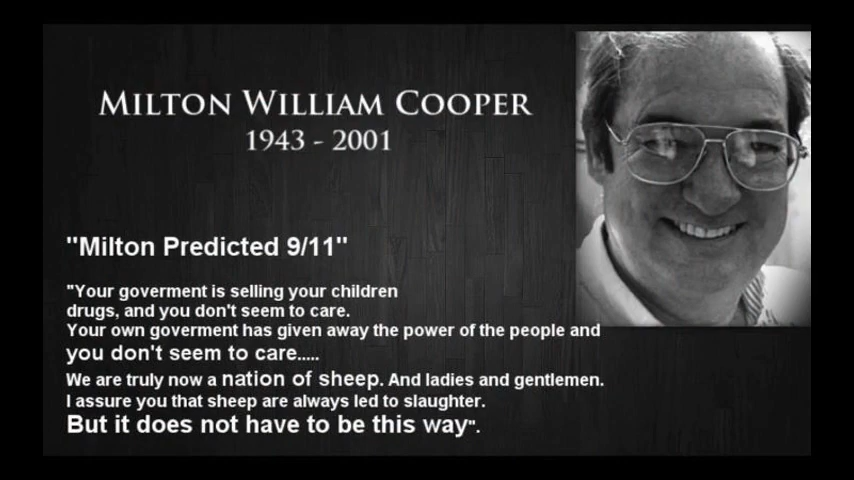 MILTON WILLIAM COOPER
1943 - 2001
"Milton Predicted 9/11"
"Your goverment is selling your children
drugs, and you don't seem to care.
Your own goverment has given away the power of the people and
you don't seem to care.....
We are truly now a nation of sheep. And ladies and gentlemen.
I assure you that sheep are always led to slaughter.
But it does not have to be this way".